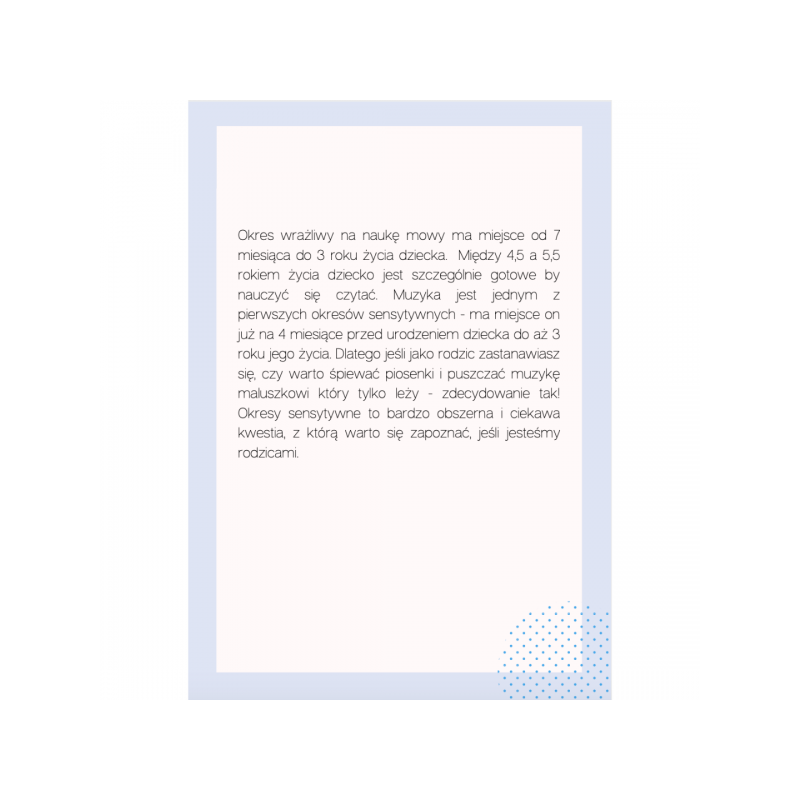 Okres wrażliwy na naukę mowy ma miejsce od 7
miesiąca do 3 roku życia dziecka. Między 4,5 a 5,5
rokiem życia dziecko jest szczególnie gotowe by
nauczyć się czytać. Muzyka jest jednym z
pierwszych okresów sensytywnych - ma miejsce on
już na 4 miesiące przed urodzeniem dziecka do aż 3
roku jego życia. Dlatego jeśli jako rodzic zastanawiasz
się, czy warto śpiewać piosenki i puszczać muzykę
maluszkowi który tylko leży - zdecydowanie tak!
Okresy sensytywne to bardzo obszerna i ciekawa
kwestia, z którą warto się zapoznać, jeśli jesteśmy
rodzicami.